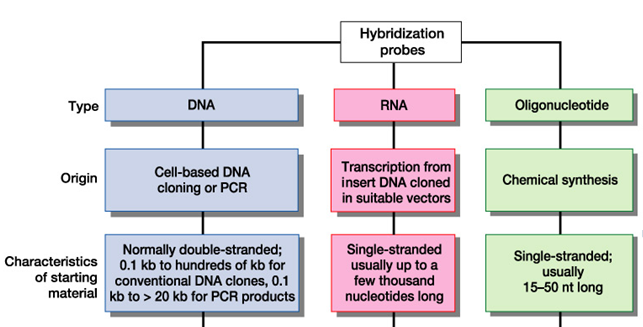 Hybridization
probes
Type
DNA
RNA
Oligonucleotide
Origin
Cell-based DNA
cloning or PCR
Transcription from
insert DNA cloned
in suitable vectors
Chemical synthesis
Characteristics
of starting
material
Normally double-stranded;
0.1 kb to hundreds of kb for
conventional DNA clones, 0.1
kb to > 20 kb for PCR products
Single-stranded
usually up to a
few thousand
nucleotides long
Single-stranded;
usually
15–50 nt long